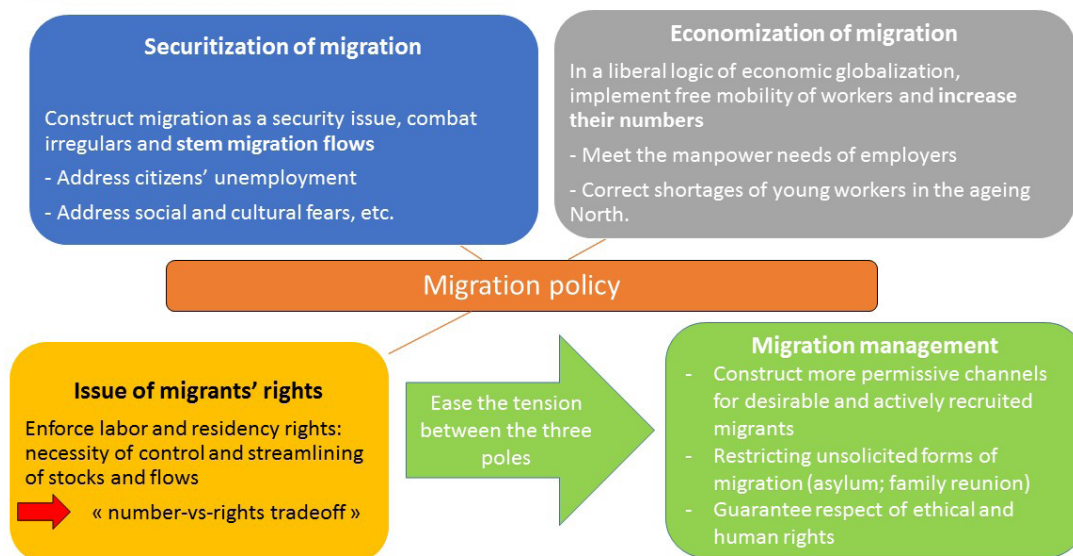 Securitization of migration
Construct migration as a security issue, combat
irregulars and stem migration flows
- Address citizens' unemployment
- Address social and cultural fears, etc.
Economization of migration
In a liberal logic of economic globalization,
implement free mobility of workers and increase
their numbers
- Meet the manpower needs of employers
- Correct shortages of young workers in the ageing
North.
Migration policy
Issue of migrants' rights
Enforce labor and residency rights:
necessity of control and streamlining
of stocks and flows
« number-vs-rights tradeoff »
Ease the tension
between the three
poles
Migration management
- Construct more permissive channels
for desirable and actively recruited
migrants
- Restricting unsolicited forms of
migration (asylum; family reunion)
- Guarantee respect of ethical and
human rights